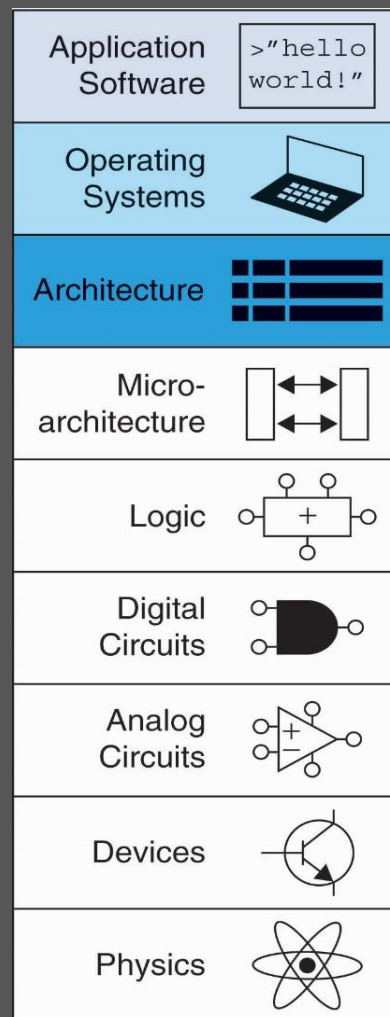 Application
Software
>"hello
world!"
Operating
Systems
Architecture
Micro-
architecture
Logic
+
Digital
Circuits
Analog
Circuits
+
−
Devices
Physics